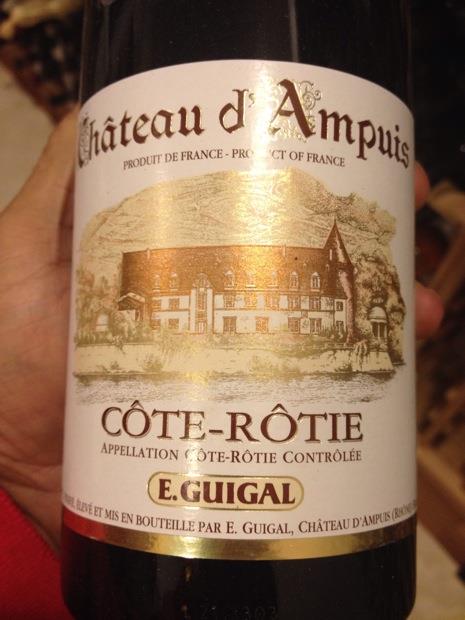 Château d'Ampuis
PRODUIT DE FRANCE - PRODUCT OF FRANCE
CÔTE-RÔTIE
APPELLATION CÔTE-RÔTIE CONTRÔLÉE
E.GUIGAL
ÉLEVÉ ET MIS EN BOUTEILLE PAR E. GUIGAL, CHÂTEAU D'AMPUIS (RHÔNE)